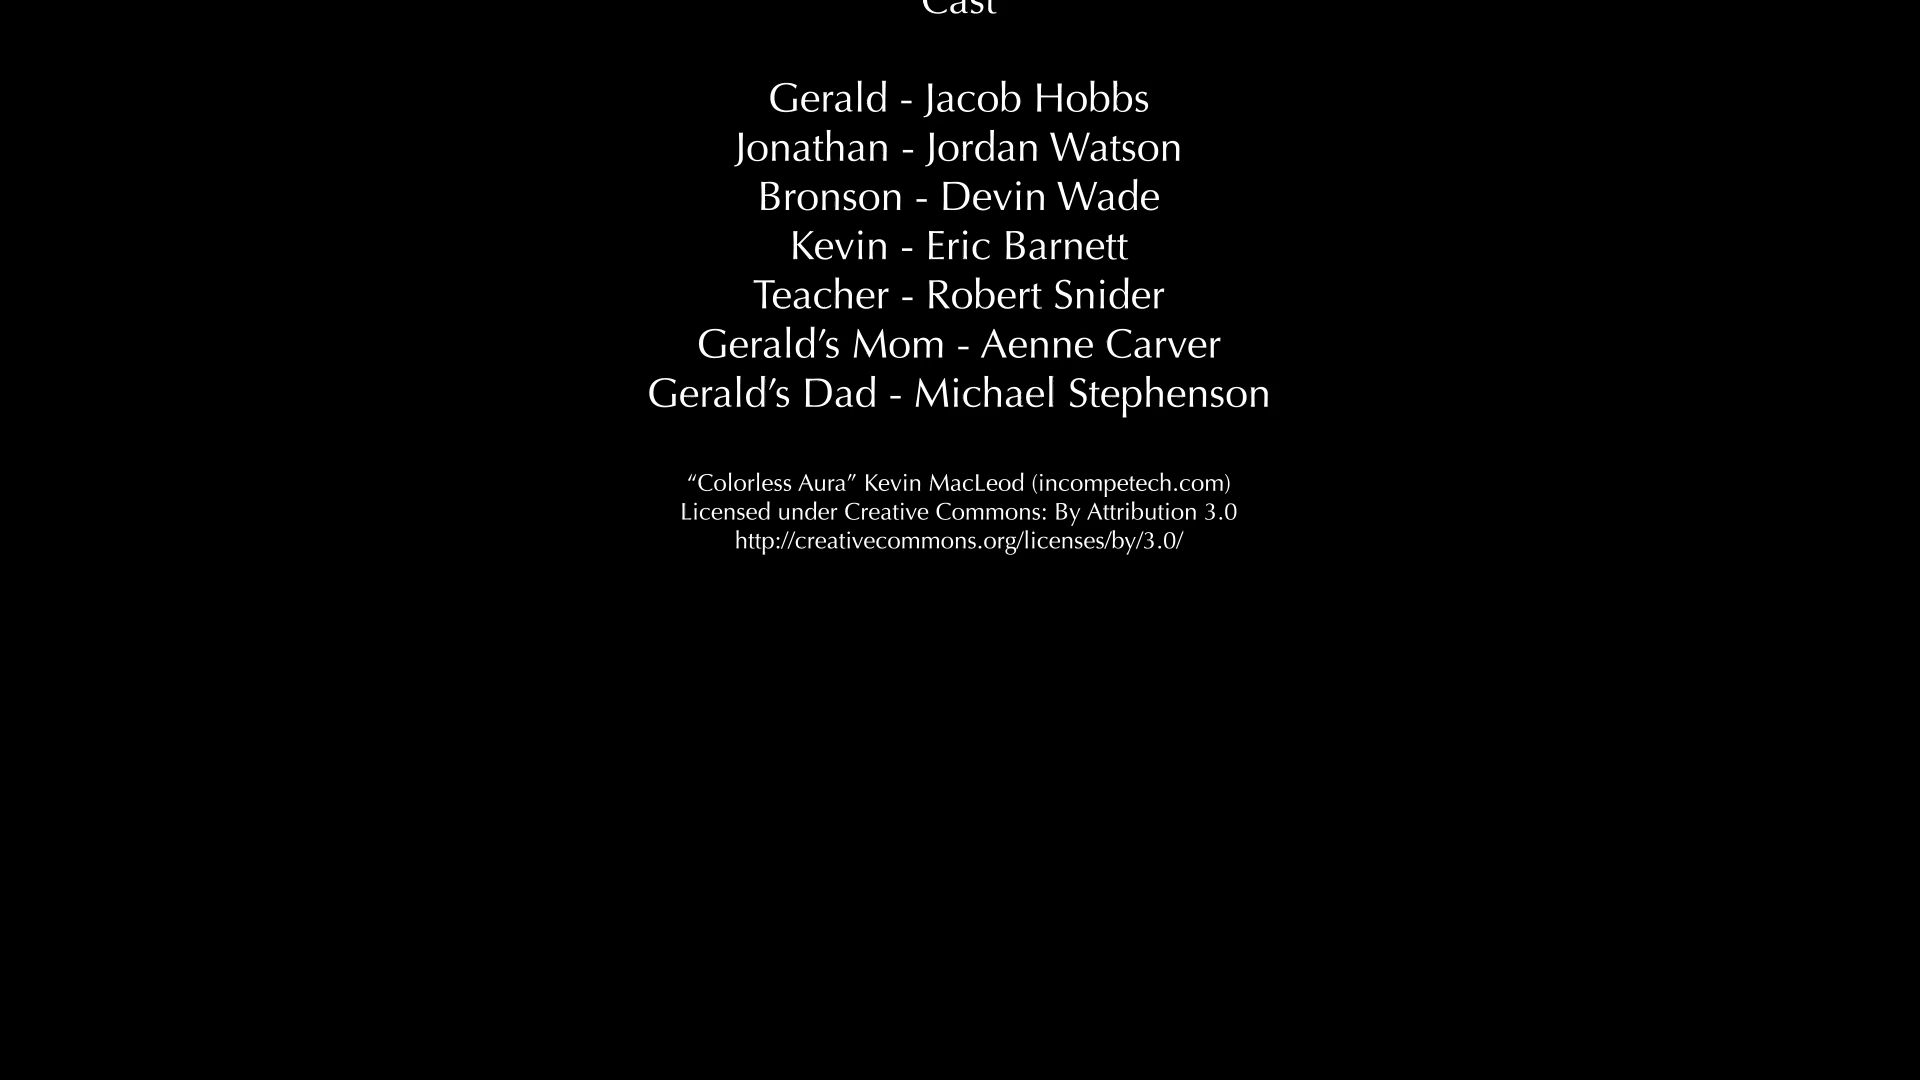 Cast
Gerald - Jacob Hobbs
Jonathan - Jordan Watson
Bronson - Devin Wade
Kevin - Eric Barnett
Teacher - Robert Snider
Gerald’s Mom - Aenne Carver
Gerald’s Dad - Michael Stephenson
“Colorless Aura” Kevin MacLeod (incompetech.com)
Licensed under Creative Commons: By Attribution 3.0
http://creativecommons.org/licenses/by/3.0/